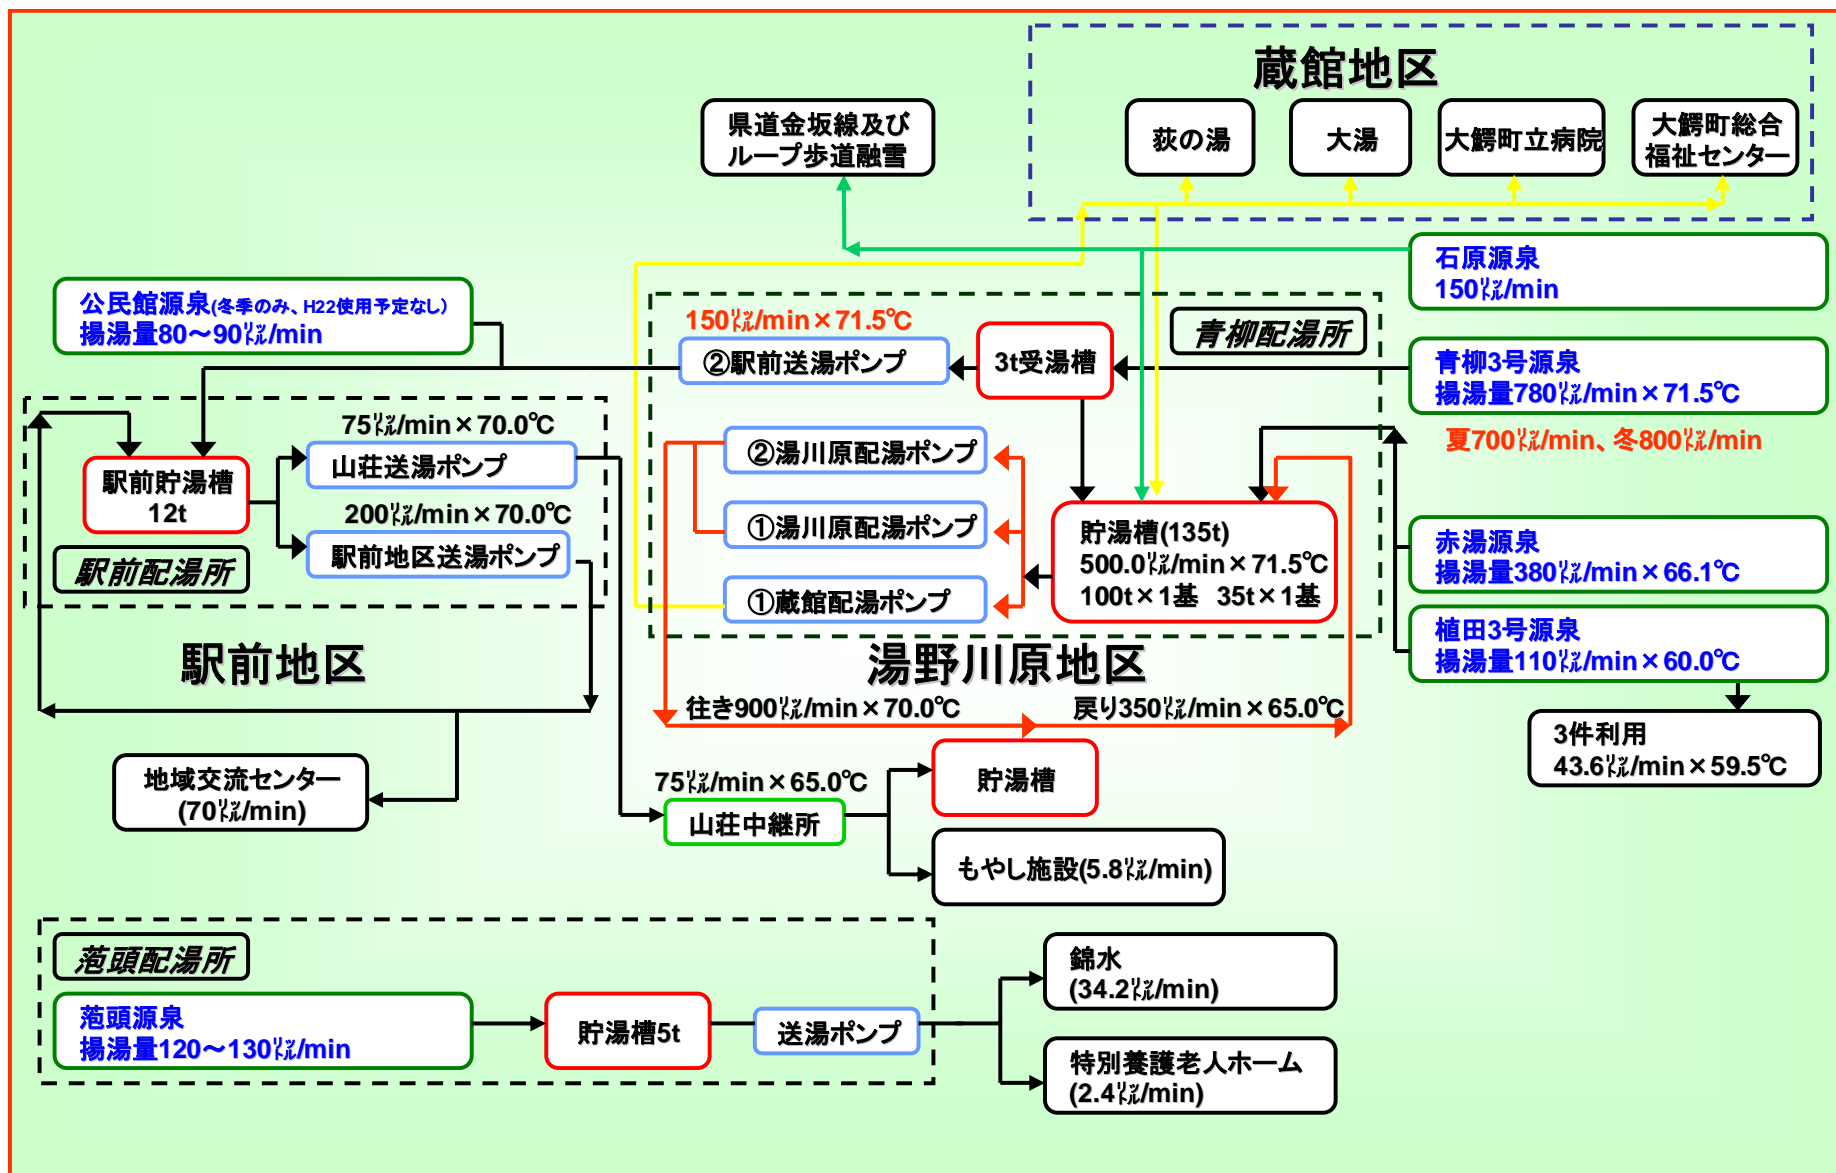 蔵館地区
県道金坂線及び
ループ歩道融雪
荻の湯
大湯
大鰐町立病院
大鰐町総合
福祉センター
石原源泉
150㍑/min
公民館源泉(冬季のみ、H22使用予定なし)
揚湯量80～90㍑/min
150㍑/min×71.5℃
②駅前送湯ポンプ
3t受湯槽
青柳配湯所
青柳3号源泉
揚湯量780㍑/min×71.5℃
夏700㍑/min、冬800㍑/min
75㍑/min×70.0℃
山荘送湯ポンプ
駅前貯湯槽
12t
200㍑/min×70.0℃
駅前地区送湯ポンプ
駅前配湯所
②湯川原配湯ポンプ
①湯川原配湯ポンプ
①蔵館配湯ポンプ
貯湯槽(135t)
500.0㍑/min×71.5℃
100t×1基 35t×1基
赤湯源泉
揚湯量380㍑/min×66.1℃
植田3号源泉
揚湯量110㍑/min×60.0℃
駅前地区
湯野川原地区
往き900㍑/min×70.0℃
戻り350㍑/min×65.0℃
3件利用
43.6㍑/min×59.5℃
地域交流センター
(70㍑/min)
75㍑/min×65.0℃
山荘中継所
貯湯槽
もやし施設(5.8㍑/min)
苊頭配湯所
苊頭源泉
揚湯量120～130㍑/min
貯湯槽5t
送湯ポンプ
錦水
(34.2㍑/min)
特別養護老人ホーム
(2.4㍑/min)